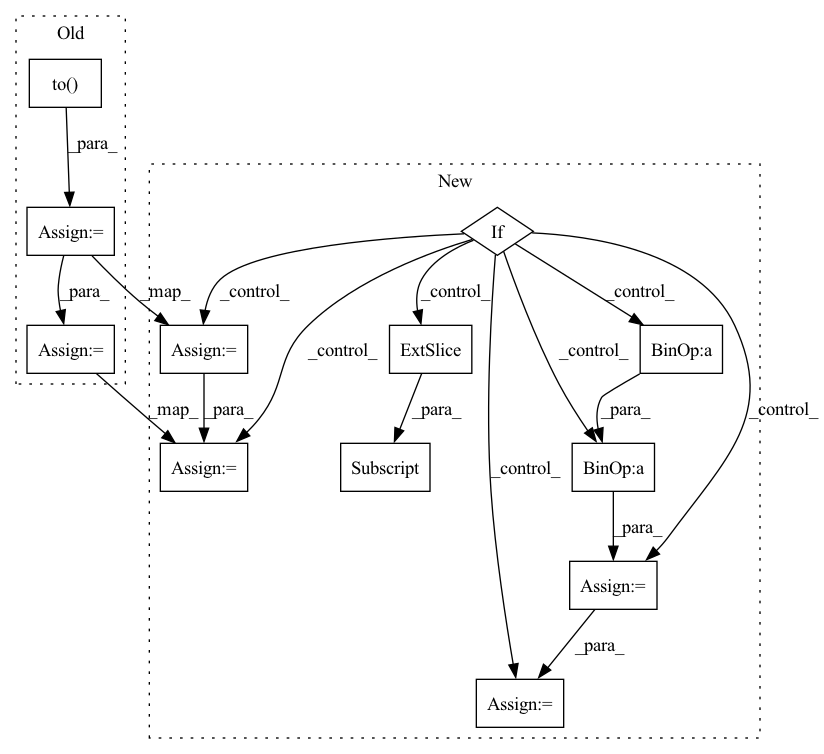 Old
to()
_para_
New
If
Assign:=
_para_
_map_
_control_
_control_
_control_
Assign:=
Assign:=
_control_
ExtSlice
_control_
BinOp:a
_map_
_para_
_para_
_para_
_control_
Assign:=
Subscript
_control_
BinOp:a
_para_
Assign:=
_para_
Assign:=